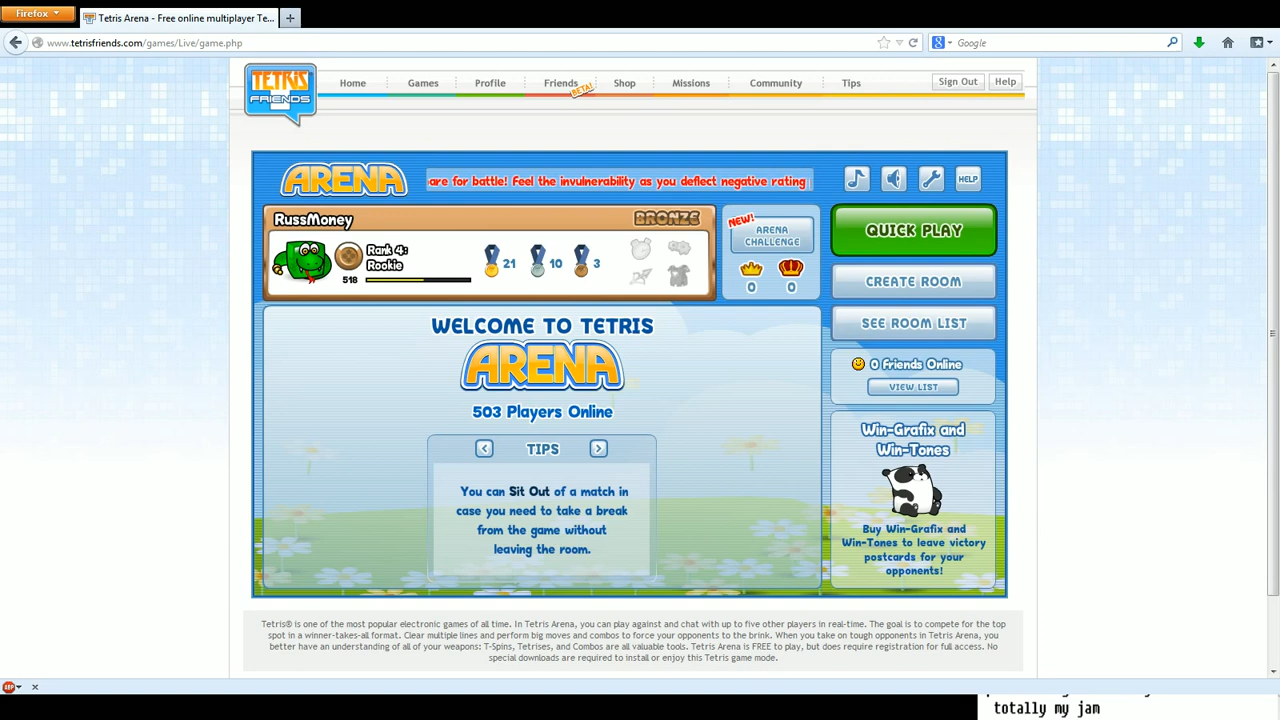 Firefox
Tetris Arena - Free online multiplayer Te...
www.tetrisfriends.com/games/Live/game.php
Google
TETRIS
FRIENDS
Home
Games
Profile
Friends
BETA!
Shop
Missions
Community
Tips
Sign Out
Help
ARENA
are for battle! Feel the invulnerability as you deflect negative rating
HELP
RussMoney
BRONZE
518
Rank 4:
Rookie
21
10
3
NEW!
ARENA
CHALLENGE
0
0
QUICK PLAY
CREATE ROOM
SEE ROOM LIST
0 Friends Online
VIEW LIST
Win-Grafix and
Win-Tones
Buy Win-Grafix and
Win-Tones to leave victory
postcards for your
opponents!
WELCOME TO TETRIS
ARENA
503 Players Online
TIPS
You can Sit Out of a match in
case you need to take a break
from the game without
leaving the room.
Tetris® is one of the most popular electronic games of all time. In Tetris Arena, you can play against and chat with up to five other players in real-time. The goal is to compete for the top
spot in a winner-takes-all format. Clear multiple lines and perform big moves and combos to force your opponents to the brink. When you take on tough opponents in Tetris Arena, you
better have an understanding of all of your weapons: T-Spins, Tetrises, and Combos are all valuable tools. Tetris Arena is FREE to play, but does require registration for full access. No
special downloads are required to install or enjoy this Tetris game mode.
ABP
totally my jam